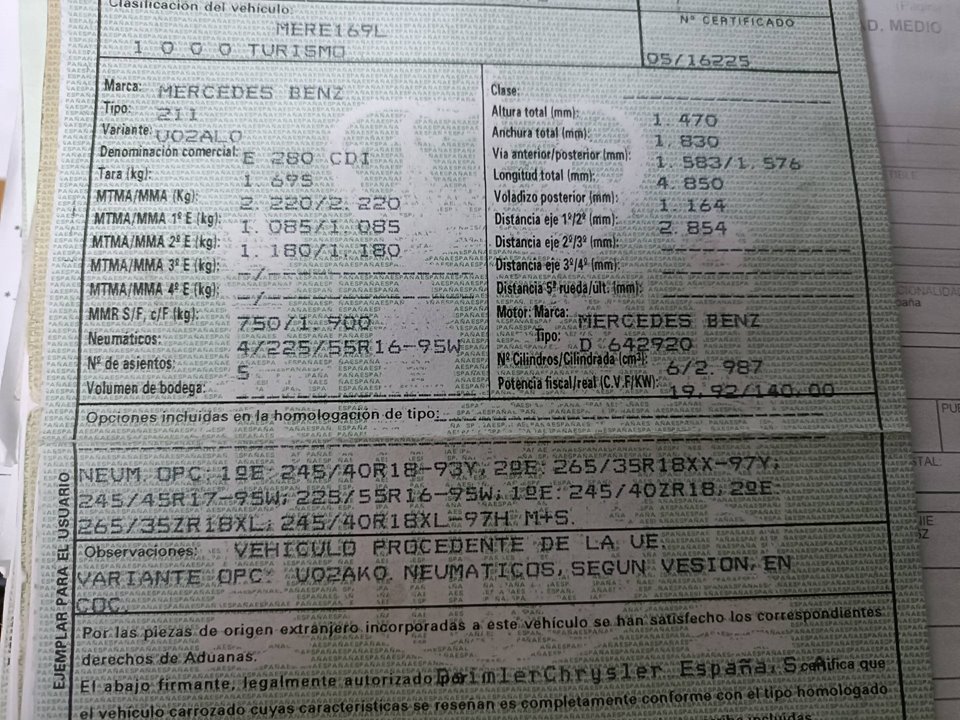 Clasificación del vehículo:
MERE169L
1 0 0 0 TURISMO
Nº CERTIFICADO
05/16225
D. MEDIO
Marca: MERCEDES BENZ
Tipo: 211
Variante: UO2ALO
Denominación comercial: E 280 CDI
Tara (kg): 1. 695
MTMA/MMA (Kg): 2. 220/2. 220
MTMA/MMA 1º E (kg): 1. 085/1. 085
MTMA/MMA 2º E (kg): 1. 180/1. 180
MTMA/MMA 3º E (kg): -/-
MTMA/MMA 4º E (kg): -/-
MMR S/F, c/F (kg): 750/1. 900
Neumáticos: 4/225/55R16-95W
Nº de asientos: 5
Volumen de bodega:
Clase:
Altura total (mm): 1. 470
Anchura total (mm): 1. 830
Via anterior/posterior (mm): 1. 583/1. 576
Longitud total (mm): 4. 850
Voladizo posterior (mm): 1. 164
Distancia eje 1º/2º (mm): 2. 854
Distancia eje 2º/3º (mm):
Distancia eje 3º/4º (mm):
Distancia 5ª rueda/últ. (mm):
Motor: Marca: MERCEDES BENZ
Tipo: D 642920
Nº Cilindros/Cilindrada (cm³): 6/2. 987
Potencia fiscal/real (C.V.F/KW): 19, 92/140, 00
Opciones incluidas en la homologación de tipo:
NEUM. OPC: 1ºE: 245/40R18-93Y; 2ºE: 265/35R18XX-97Y;
245/45R17-95W; 225/55R16-95W; 1ºE: 245/40ZR18, 2ºE:
265/35ZR18XL; 245/40R18XL-97H M+S.
Observaciones: VEHICULO PROCEDENTE DE LA UE.
VARIANTE OPC: UO2AKO. NEUMATICOS, SEGUN VESION, EN
COC.
Por las piezas de origen extranjero incorporadas a este vehículo se han satisfecho los correspondientes
derechos de Aduanas.
El abajo firmante, legalmente autorizado por DaimlerChrysler España, S.A. certifica que
el vehículo carrozado cuyas características se reseñan es completamente conforme con el tipo homologado
EJEMPLAR PARA EL USUARIO